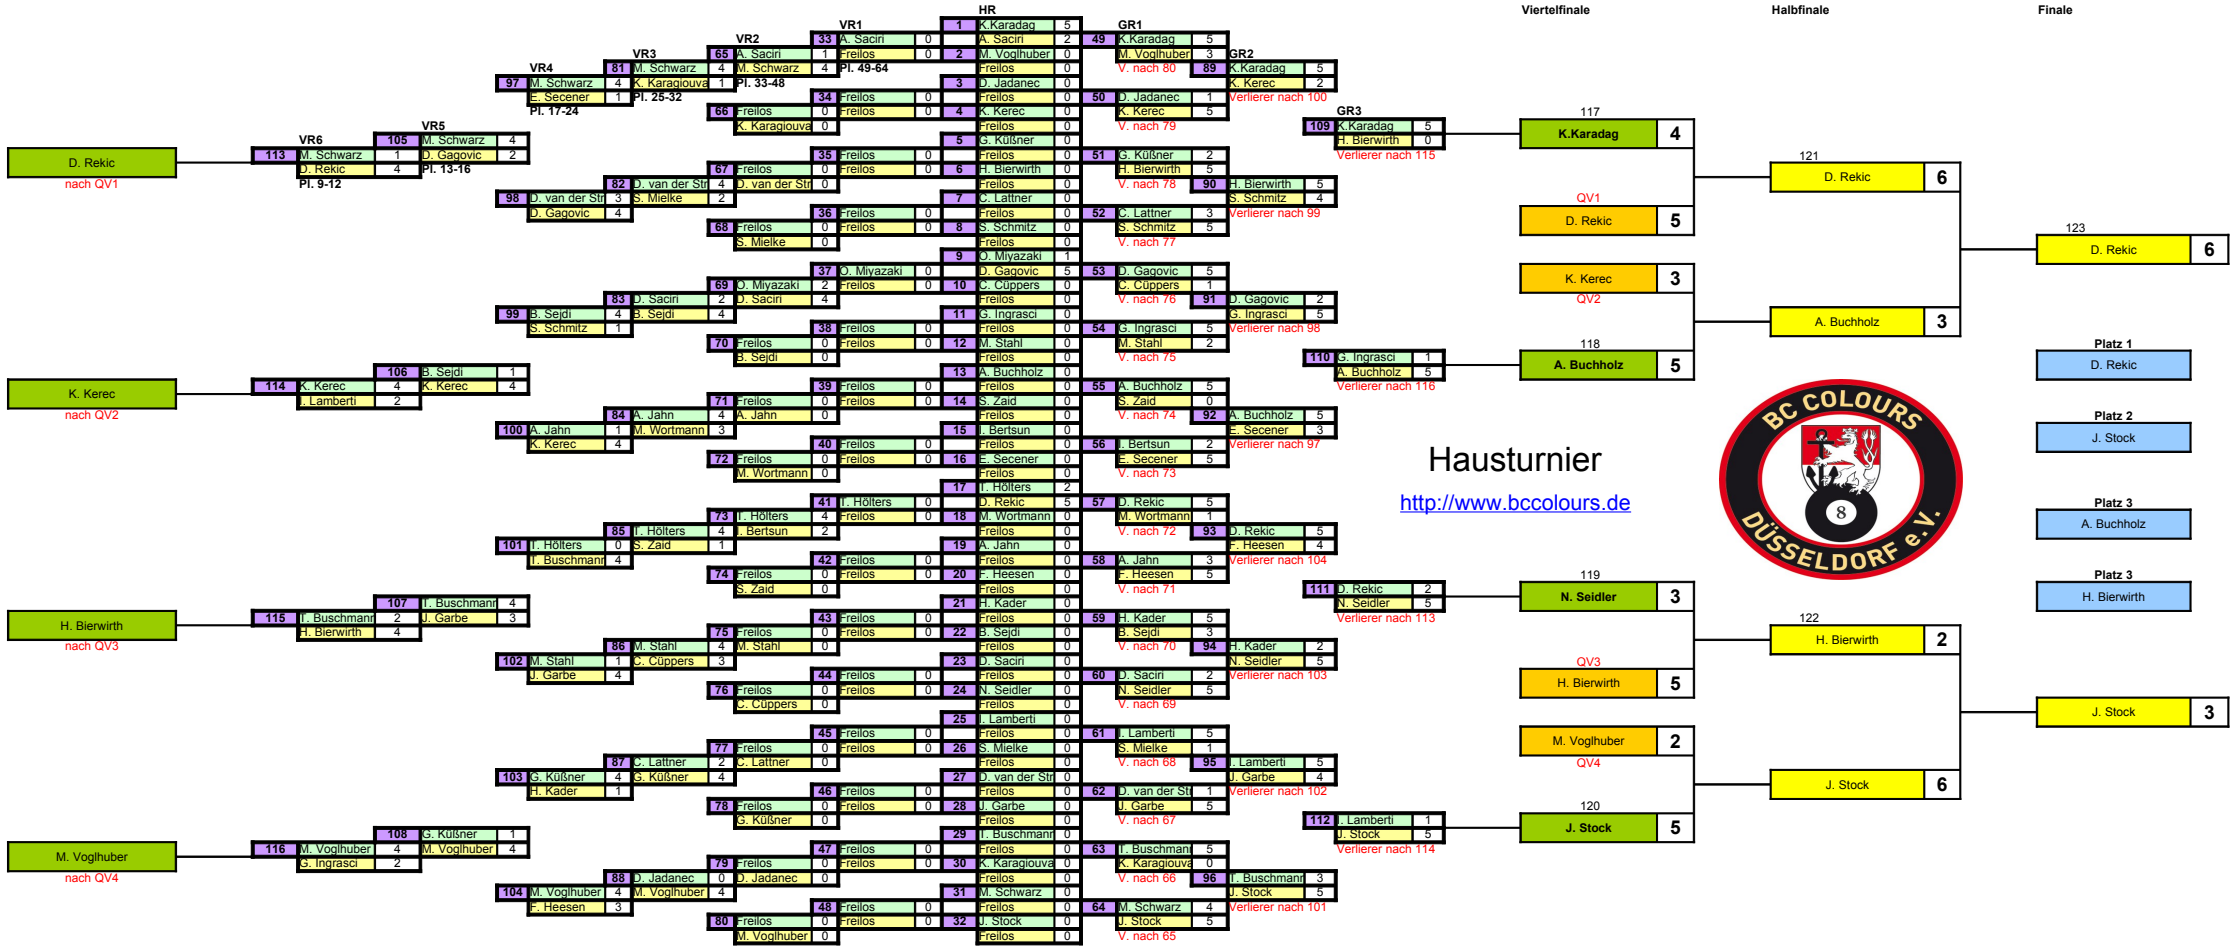 HR
Viertelfinale Halbfinale Finale
VR1 1 K.Karadag 5 GR1
33 A. Saciri 0 A. Saciri 2 49 K.Karadag 5
VR2 65 A. Saciri 1 Freilos 0 2 M. Voglhuber 0 M. Voglhuber 3 GR2
VR3 81 M. Schwarz 4 M. Schwarz 4 Pl. 49-64 Freilos 0 V. nach 80 89 K.Karadag 5
VR4 97 M. Schwarz 4 K. Karagiouva 1 Pl. 33-48 3 D. Jadanec 0 K. Kerec 2
E. Secener 1 Pl. 25-32 34 Freilos 0 Freilos 0 50 D. Jadanec 1 Verlierer nach 100
Pl. 17-24 66 Freilos 0 Freilos 0 4 K. Kerec 0 K. Kerec 5 GR3 117
VR5 K. Karagiouva 0 Freilos 0 V. nach 79 109 K.Karadag 5 K.Karadag 4
VR6 105 M. Schwarz 4 5 G. Küßner 0 H. Bierwirth 0
113 M. Schwarz 1 D. Gagovic 2 35 Freilos 0 Freilos 0 51 G. Küßner 2 Verlierer nach 115 121
D. Rekic D. Rekic 4 Pl. 13-16 67 Freilos 0 Freilos 0 6 H. Bierwirth 0 H. Bierwirth 5
nach QV1 Pl. 9-12 82 D. van der Str 4 D. van der Str 0 Freilos 0 V. nach 78 90 H. Bierwirth 5 D. Rekic 6
98 D. van der Str 3 S. Mielke 2 7 C. Lattner 0 S. Schmitz 4 QV1
D. Gagovic 4 36 Freilos 0 Freilos 0 52 C. Lattner 3 Verlierer nach 99 D. Rekic 5
68 Freilos 0 Freilos 0 8 S. Schmitz 0 S. Schmitz 5 123
S. Mielke 0 Freilos 0 V. nach 77 D. Rekic 6
9 O. Miyazaki 1
37 O. Miyazaki 0 D. Gagovic 5 53 D. Gagovic 5 K. Kerec 3
69 O. Miyazaki 2 Freilos 0 10 C. Cüppers 0 C. Cüppers 1 QV2
83 D. Saciri 2 D. Saciri 4 Freilos 0 V. nach 76 91 D. Gagovic 2
99 B. Sejdi 4 B. Sejdi 4 11 G. Ingrasci 0 G. Ingrasci 5 A. Buchholz 3
S. Schmitz 1 38 Freilos 0 Freilos 0 54 G. Ingrasci 5 Verlierer nach 98
70 Freilos 0 Freilos 0 12 M. Stahl 0 M. Stahl 2 118 Platz 1
B. Sejdi 0 Freilos 0 V. nach 75 110 G. Ingrasci 1 A. Buchholz 5 D. Rekic
106 B. Sejdi 1 13 A. Buchholz 0 A. Buchholz 5
K. Kerec 114 K. Kerec 4 K. Kerec 4 39 Freilos 0 Freilos 0 55 A. Buchholz 5 Verlierer nach 116
nach QV2 I. Lamberti 2 71 Freilos 0 Freilos 0 14 S. Zaid 0 S. Zaid 0
84 A. Jahn 4 A. Jahn 0 Freilos 0 V. nach 74 92 A. Buchholz 5 Platz 2
100 A. Jahn 1 M. Wortmann 3 15 I. Bertsun 0 E. Secener 3 J. Stock
K. Kerec 4 40 Freilos 0 Freilos 0 56 I. Bertsun 2 Verlierer nach 97
72 Freilos 0 Freilos 0 16 E. Secener 0 E. Secener 5
M. Wortmann 0 Freilos 0 V. nach 73
Hausturnier
http://www.bccolours.de
BC COLOURS
8
DÜSSELDORF e.V.
17 T. Hölters 2
41 T. Hölters 0 D. Rekic 5 57 D. Rekic 5 Platz 3
73 T. Hölters 4 Freilos 0 18 M. Wortmann 0 M. Wortmann 1 A. Buchholz
85 T. Hölters 4 I. Bertsun 2 Freilos 0 V. nach 72 93 D. Rekic 5
101 T. Hölters 0 S. Zaid 1 19 A. Jahn 0 F. Heesen 4
T. Buschmann 4 42 Freilos 0 Freilos 0 58 A. Jahn 3 Verlierer nach 104
74 Freilos 0 Freilos 0 20 F. Heesen 0 F. Heesen 5 119 Platz 3
S. Zaid 0 Freilos 0 V. nach 71 111 D. Rekic 2 N. Seidler 3 H. Bierwirth
107 T. Buschmann 4 21 H. Kader 0 N. Seidler 5
H. Bierwirth 115 T. Buschmann 2 J. Garbe 3 43 Freilos 0 Freilos 0 59 H. Kader 5 Verlierer nach 113 122
nach QV3 H. Bierwirth 4 75 Freilos 0 Freilos 0 22 B. Sejdi 0 B. Sejdi 3 H. Bierwirth 2
86 M. Stahl 4 M. Stahl 0 Freilos 0 V. nach 70 94 H. Kader 2
102 M. Stahl 1 C. Cüppers 3 23 D. Saciri 0 N. Seidler 5 QV3
J. Garbe 4 44 Freilos 0 Freilos 0 60 D. Saciri 2 Verlierer nach 103 H. Bierwirth 5
76 Freilos 0 Freilos 0 24 N. Seidler 0 N. Seidler 5
C. Cüppers 0 Freilos 0 V. nach 69 J. Stock 3
25 I. Lamberti 0
45 Freilos 0 Freilos 0 61 I. Lamberti 5 M. Voglhuber 2
77 Freilos 0 Freilos 0 26 S. Mielke 0 S. Mielke 1 QV4
87 C. Lattner 2 C. Lattner 0 Freilos 0 V. nach 68 95 I. Lamberti 5
103 G. Küßner 4 G. Küßner 4 27 D. van der Str 0 J. Garbe 4 J. Stock 6
H. Kader 1 46 Freilos 0 Freilos 0 62 D. van der Str 1 Verlierer nach 102
78 Freilos 0 Freilos 0 28 J. Garbe 0 J. Garbe 5 120
G. Küßner 0 Freilos 0 V. nach 67 112 I. Lamberti 1 J. Stock 5
108 G. Küßner 1 29 T. Buschmann 0 J. Stock 5
M. Voglhuber 116 M. Voglhuber 4 M. Voglhuber 4 47 Freilos 0 Freilos 0 63 T. Buschmann 5 Verlierer nach 114
nach QV4 G. Ingrasci 2 79 Freilos 0 Freilos 0 30 K. Karagiouva 0 K. Karagiouva 0
88 D. Jadanec 0 D. Jadanec 0 Freilos 0 V. nach 66 96 T. Buschmann 3
104 M. Voglhuber 4 M. Voglhuber 4 31 M. Schwarz 0 J. Stock 5
F. Heesen 3 48 Freilos 0 Freilos 0 64 M. Schwarz 4 Verlierer nach 101
80 Freilos 0 Freilos 0 32 J. Stock 0 J. Stock 5
M. Voglhuber 0 Freilos 0 V. nach 65